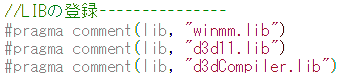 //LIBの登録---------------
#pragma comment(lib, "winmm.lib")
#pragma comment(lib, "d3d11.lib")
#pragma comment(lib, "d3dCompiler.lib")